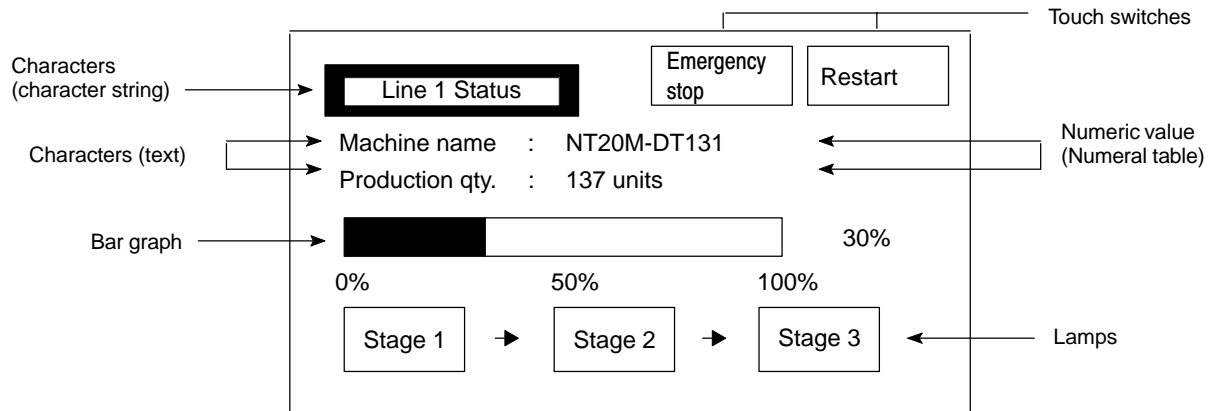 Touch switches
Characters
(character string)
Line 1 Status
Emergency
stop
Restart
Characters (text)
Machine name : NT20M-DT131
Production qty. : 137 units
Numeric value
(Numeral table)
Bar graph
30%
0% 50% 100%
Stage 1 Stage 2 Stage 3
Lamps